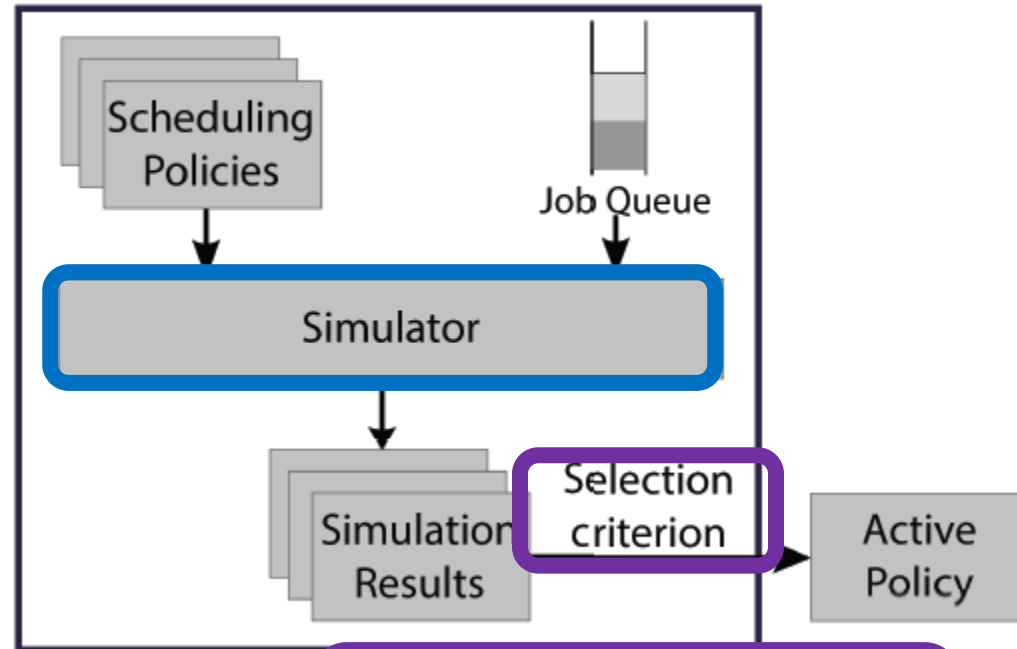 Scheduling
Policies
Job Queue
Simulator
Simulation
Results
Selection
criterion
Active
Policy